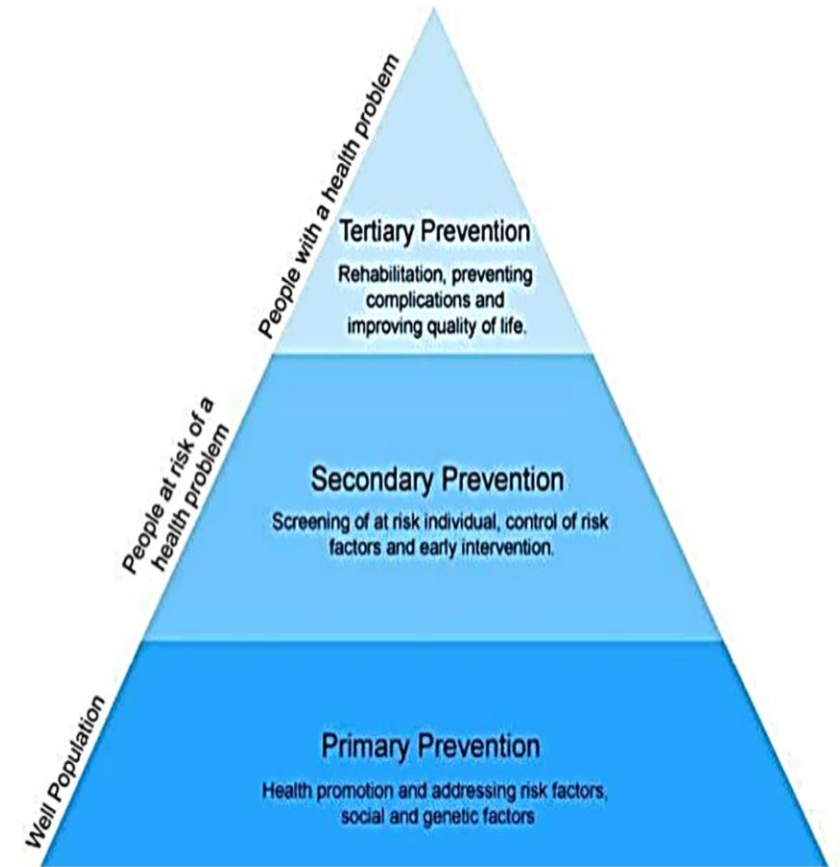 People with a health problem
Tertiary Prevention
Rehabilitation, preventing
complications and
improving quality of life.
People at risk of a
health problem
Secondary Prevention
Screening of at risk individual, control of risk
factors and early intervention.
Well Population
Primary Prevention
Health promotion and addressing risk factors,
social and genetic factors